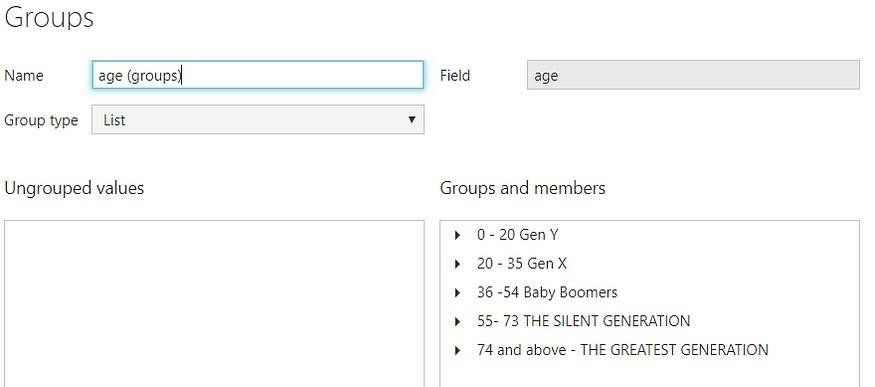 Groups
Name age (groups) Field age
Group type List
Ungrouped values Groups and members
0 - 20 Gen Y
20 - 35 Gen X
36 -54 Baby Boomers
55- 73 THE SILENT GENERATION
74 and above - THE GREATEST GENERATION